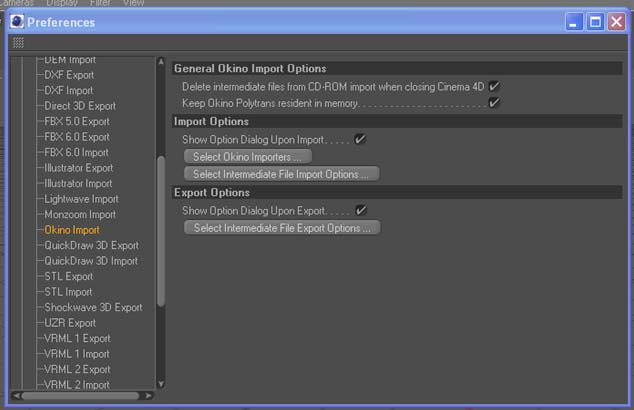 Cameras Display Filter View
Preferences
DEM Import
DXF Export
DXF Import
Direct 3D Export
FBX 5.0 Export
FBX 6.0 Export
FBX 6.0 Import
Illustrator Export
Illustrator Import
Lightwave Import
Monzoom Import
Okino Import
QuickDraw 3D Export
QuickDraw 3D Import
STL Export
STL Import
Shockwave 3D Export
UZR Export
VRML 1 Export
VRML 1 Import
VRML 2 Export
VRML 2 Import
General Okino Import Options
Delete intermediate files from CD-ROM import when closing Cinema 4D
Keep Okino Polytrans resident in memory
Import Options
Show Option Dialog Upon Import
Select Okino Importers ...
Select Intermediate File Import Options ...
Export Options
Show Option Dialog Upon Export
Select Intermediate File Export Options ...